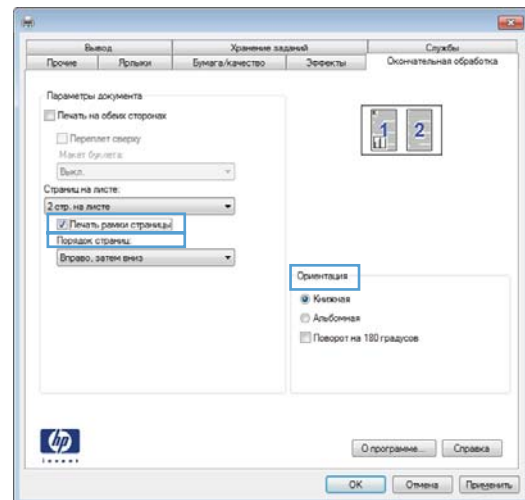 Вывод
Хранение заданий
Службы
Прочие
Ярлыки
Бумага/качество
Эффекты
Окончательная обработка
Параметры документа
Печать на обеих сторонах
Переплет сверху
Макет буклета:
Выкл.
Страниц на листе:
2 стр. на листе
Печать рамки страницы
Порядок страниц:
Вправо, затем вниз
1 2
Ориентация
Книжная
Альбомная
Поворот на 180 градусов
hp
invent
О программе...
Справка
OK
Отмена
Применить